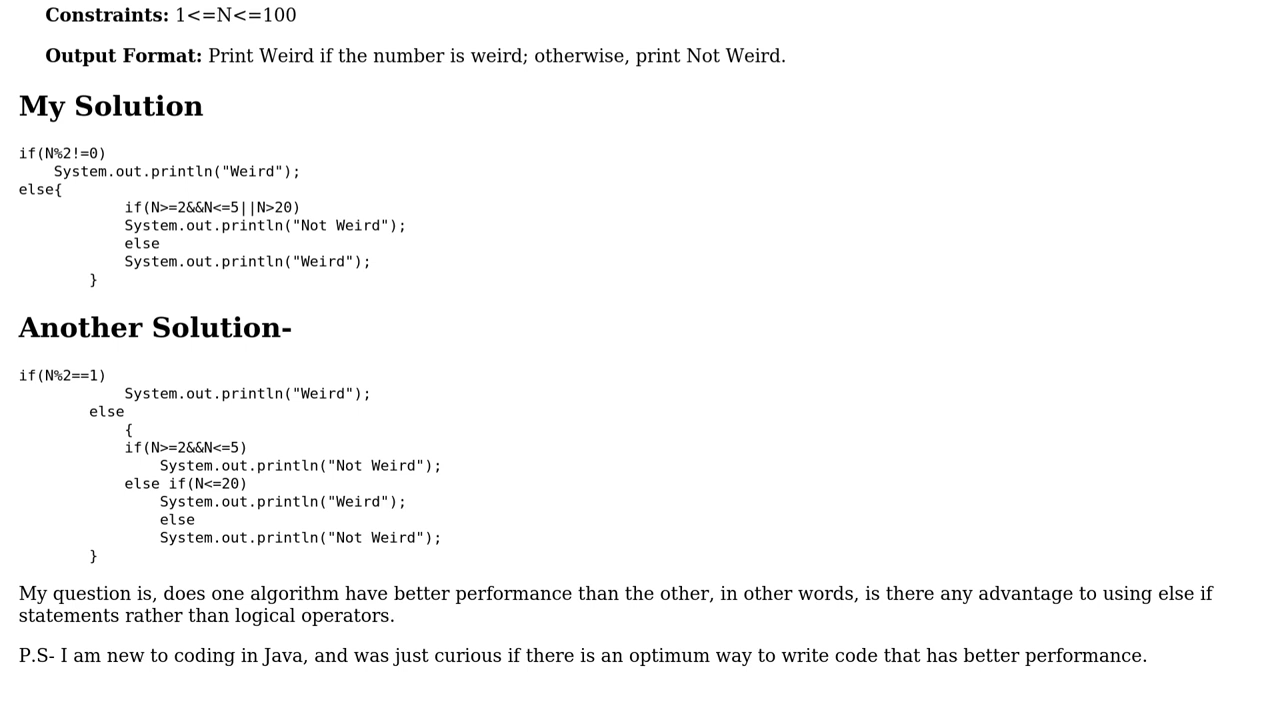 Constraints: 1<=N<=100
Output Format: Print Weird if the number is weird; otherwise, print Not Weird.
My Solution
if(N%2!=0)
    System.out.println("Weird");
else{
            if(N>=2&&N<=5||N>20)
            System.out.println("Not Weird");
            else
            System.out.println("Weird");
        }
Another Solution-
if(N%2==1)
            System.out.println("Weird");
        else
            {
            if(N>=2&&N<=5)
                System.out.println("Not Weird");
            else if(N<=20)
                System.out.println("Weird");
                else
                System.out.println("Not Weird");
        }
My question is, does one algorithm have better performance than the other, in other words, is there any advantage to using else if
statements rather than logical operators.
P.S- I am new to coding in Java, and was just curious if there is an optimum way to write code that has better performance.